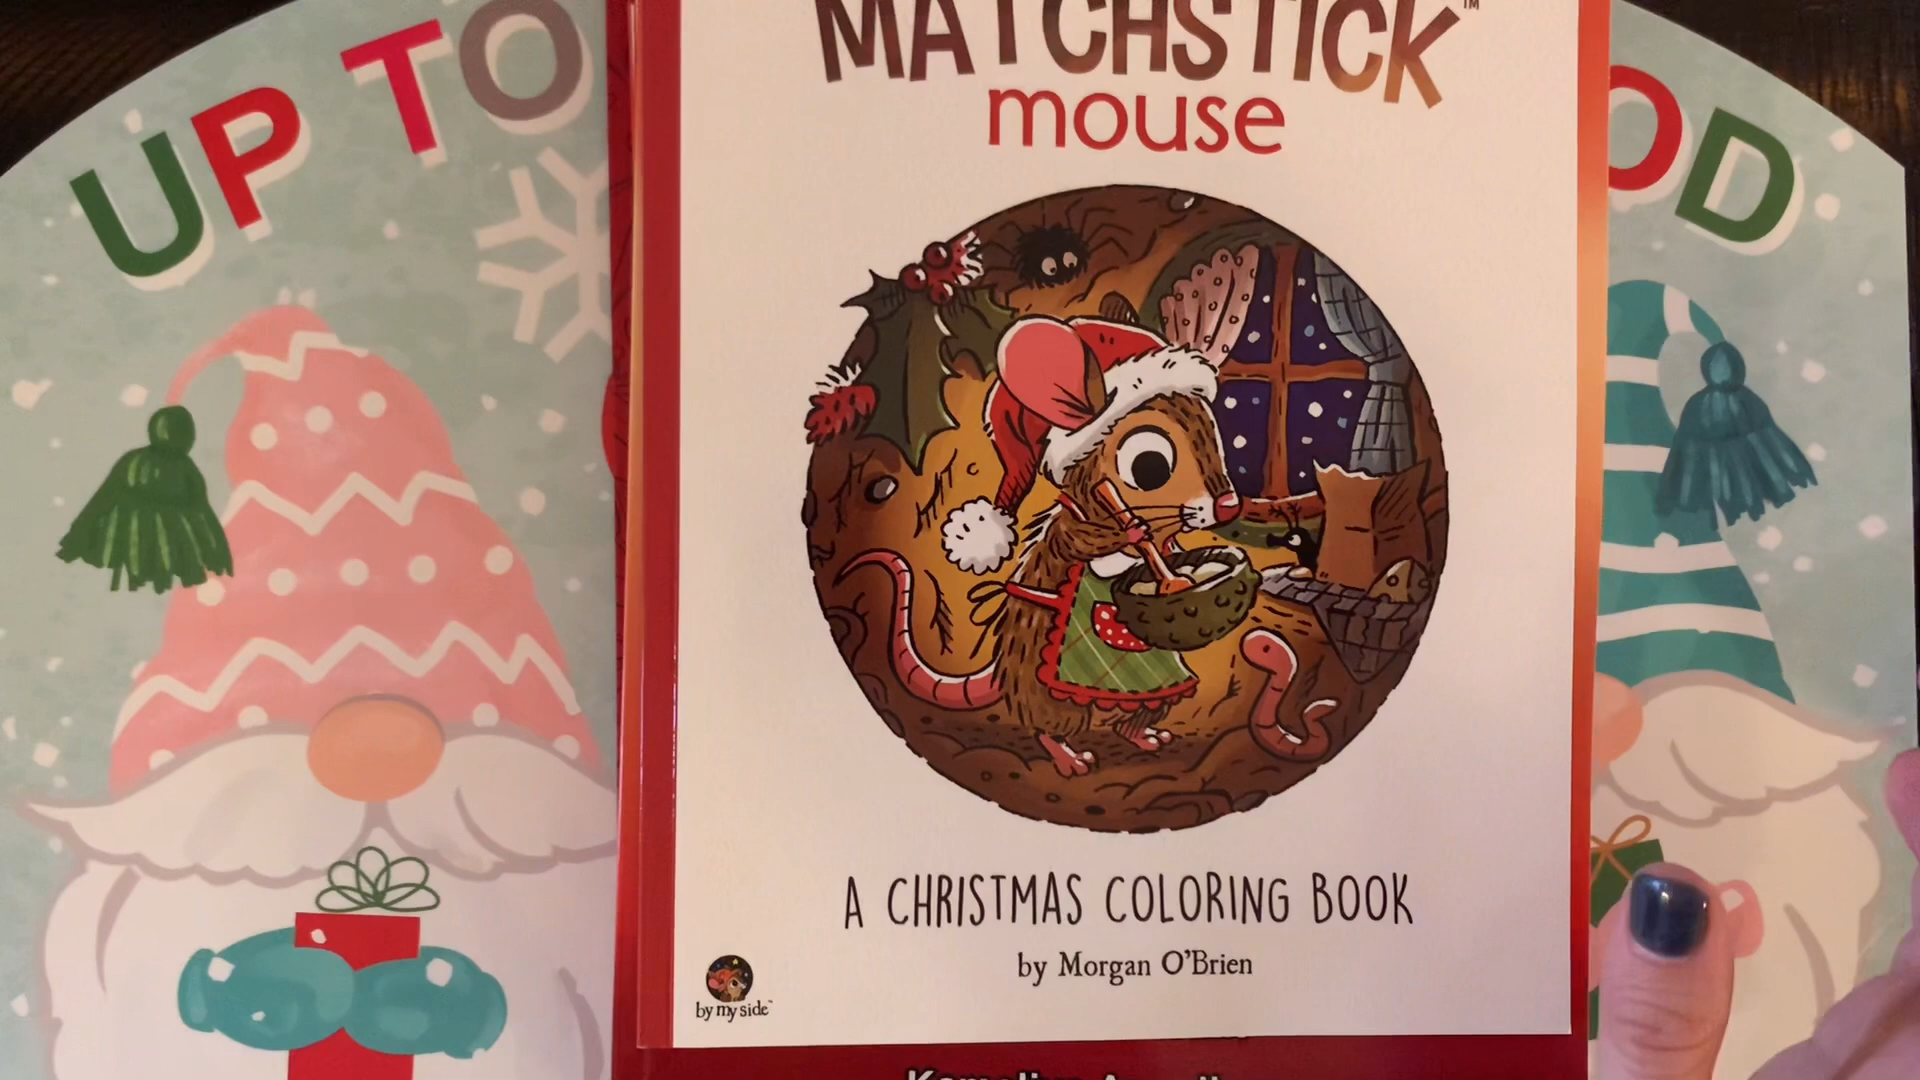 UP TO
OD
MATCHSTICK™
mouse
A CHRISTMAS COLORING BOOK
by Morgan O'Brien
by my side™